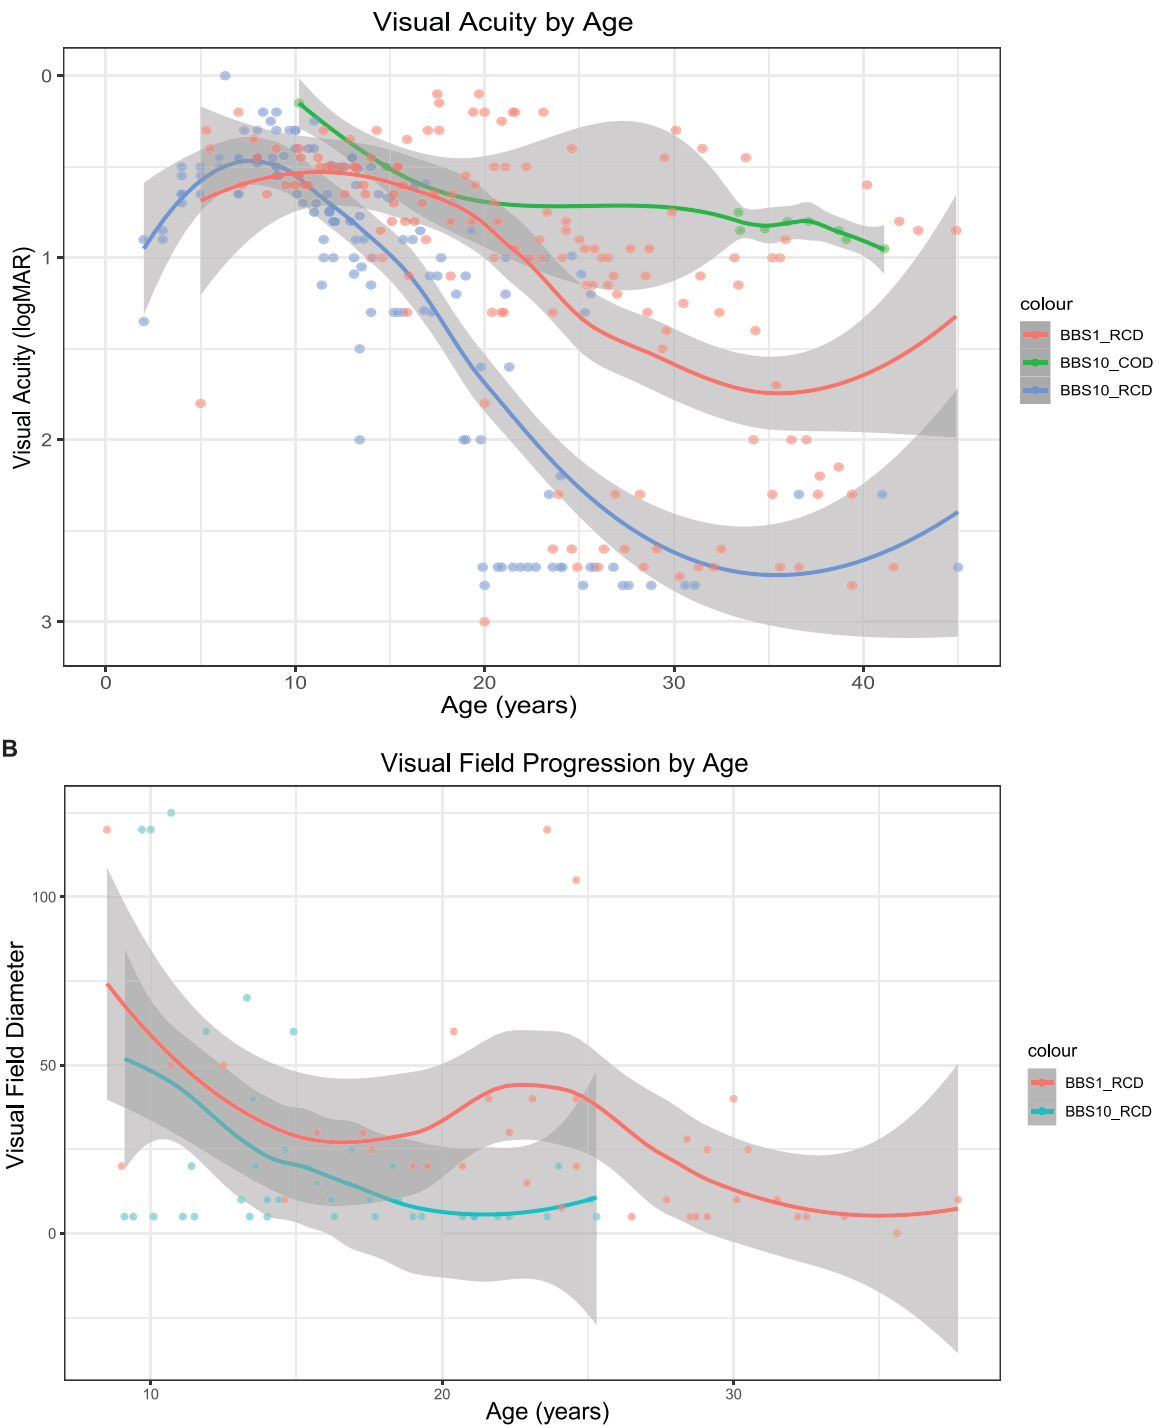 Visual Acuity by Age
0
1
2
3
Visual Acuity (logMAR)
0 10 20 30 40
Age (years)
colour
BBS1_RCD
BBS10_COD
BBS10_RCD
B
Visual Field Progression by Age
100
50
0
Visual Field Diameter
10 20 30
Age (years)
colour
BBS1_RCD
BBS10_RCD